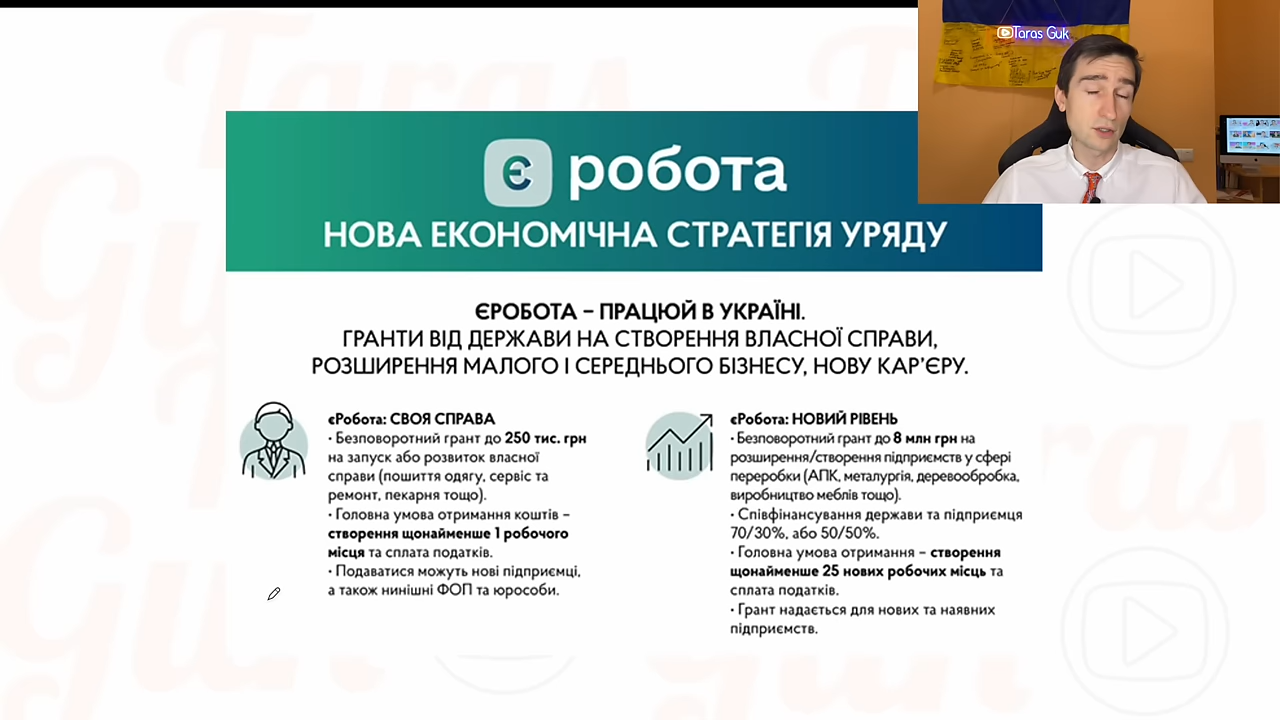 Taras Guk
є робота
НОВА ЕКОНОМІЧНА СТРАТЕГІЯ УРЯДУ
ЄРОБОТА – ПРАЦЮЙ В УКРАЇНІ.
ГРАНТИ ВІД ДЕРЖАВИ НА СТВОРЕННЯ ВЛАСНОЇ СПРАВИ,
РОЗШИРЕННЯ МАЛОГО І СЕРЕДНЬОГО БІЗНЕСУ, НОВУ КАР’ЄРУ.
єРобота: СВОЯ СПРАВА
· Безповоротний грант до 250 тис. грн
на запуск або розвиток власної
справи (пошиття одягу, сервіс та
ремонт, пекарня тощо).
· Головна умова отримання коштів –
створення щонайменше 1 робочого
місця та сплата податків.
· Податися можуть нові підприємці,
а також нинішні ФОП та юрособи.
єРобота: НОВИЙ РІВЕНЬ
· Безповоротний грант до 8 млн грн на
розширення/створення підприємств у сфері
переробки (АПК, металургія, деревообробка,
виробництво меблів тощо).
· Співфінансування держави та підприємця
70/30%, або 50/50%.
· Головна умова отримання – створення
щонайменше 25 нових робочих місць та
сплата податків.
· Грант надається для нових та наявних
підприємств.
Taras
Guk